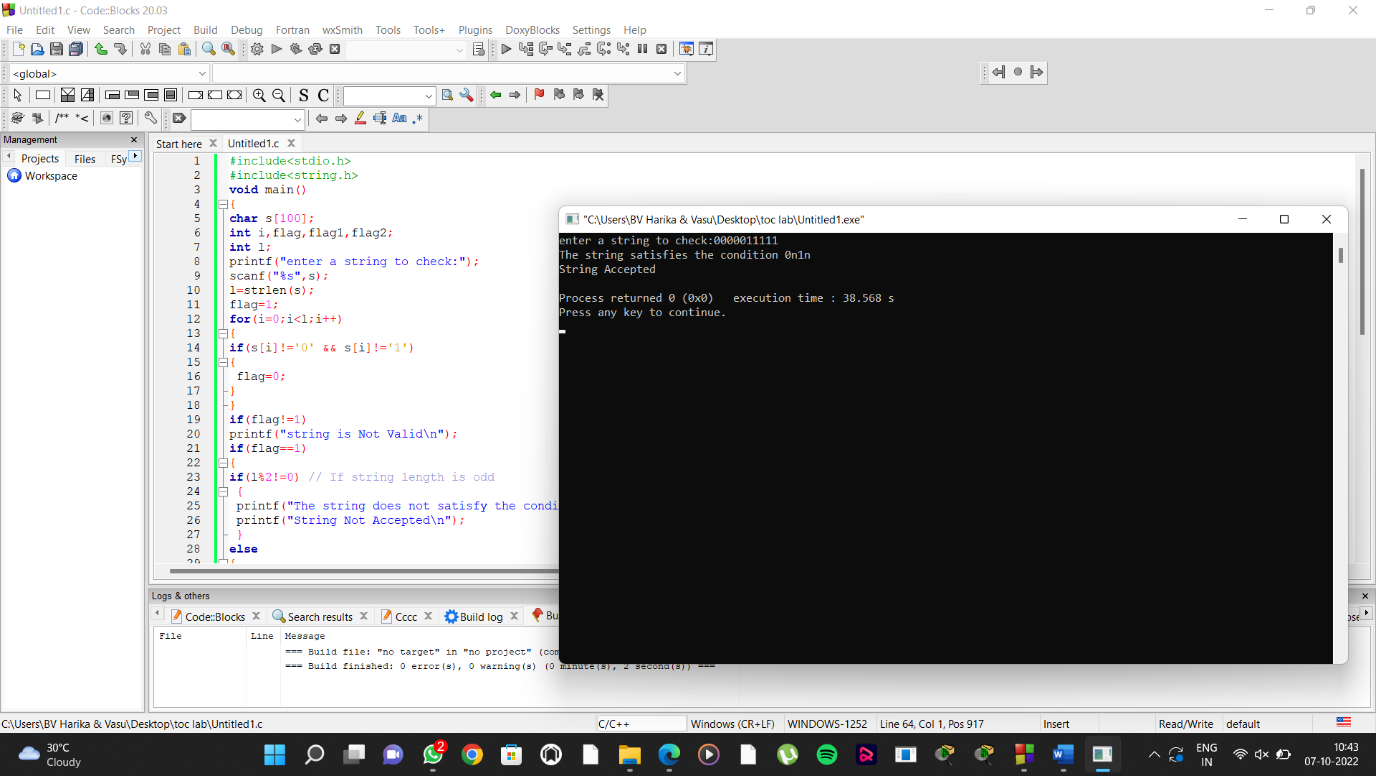 Untitled1.c - Code::Blocks 20.03
File Edit View Search Project Build Debug Fortran wxSmith Tools Tools+ Plugins DoxyBlocks Settings Help
<global>
S C
/** *<
Aa .*
Management
Projects Files FSy
Workspace
Start here Untitled1.c
1 #include<stdio.h>
2 #include<string.h>
3 void main()
4 {
5 char s[100];
6 int i,flag,flag1,flag2;
7 int l;
8 printf("enter a string to check:");
9 scanf("%s",s);
10 l=strlen(s);
11 flag=1;
12 for(i=0;i<l;i++)
13 {
14 if(s[i]!='0' && s[i]!='1')
15 {
16 flag=0;
17 }
18 }
19 if(flag!=1)
20 printf("string is Not Valid\n");
21 if(flag==1)
22 {
23 if(l%2!=0) // If string length is odd
24 {
25 printf("The string does not satisfy the condi
26 printf("String Not Accepted\n");
27 }
28 else
29 {
"C:\Users\BV Harika & Vasu\Desktop\toc lab\Untitled1.exe"
enter a string to check:0000011111
The string satisfies the condition 0n1n
String Accepted
Process returned 0 (0x0) execution time : 38.568 s
Press any key to continue.
Logs & others
Code::Blocks Search results Cccc Build log Bu
File Line Message
=== Build file: "no target" in "no project" (com
=== Build finished: 0 error(s), 0 warning(s) (0 minute(s), 2 second(s)) ===
C:\Users\BV Harika & Vasu\Desktop\toc lab\Untitled1.c C/C++ Windows (CR+LF) WINDOWS-1252 Line 64, Col 1, Pos 917 Insert Read/Write default
30°C
Cloudy
2
ENG
IN
10:43
07-10-2022